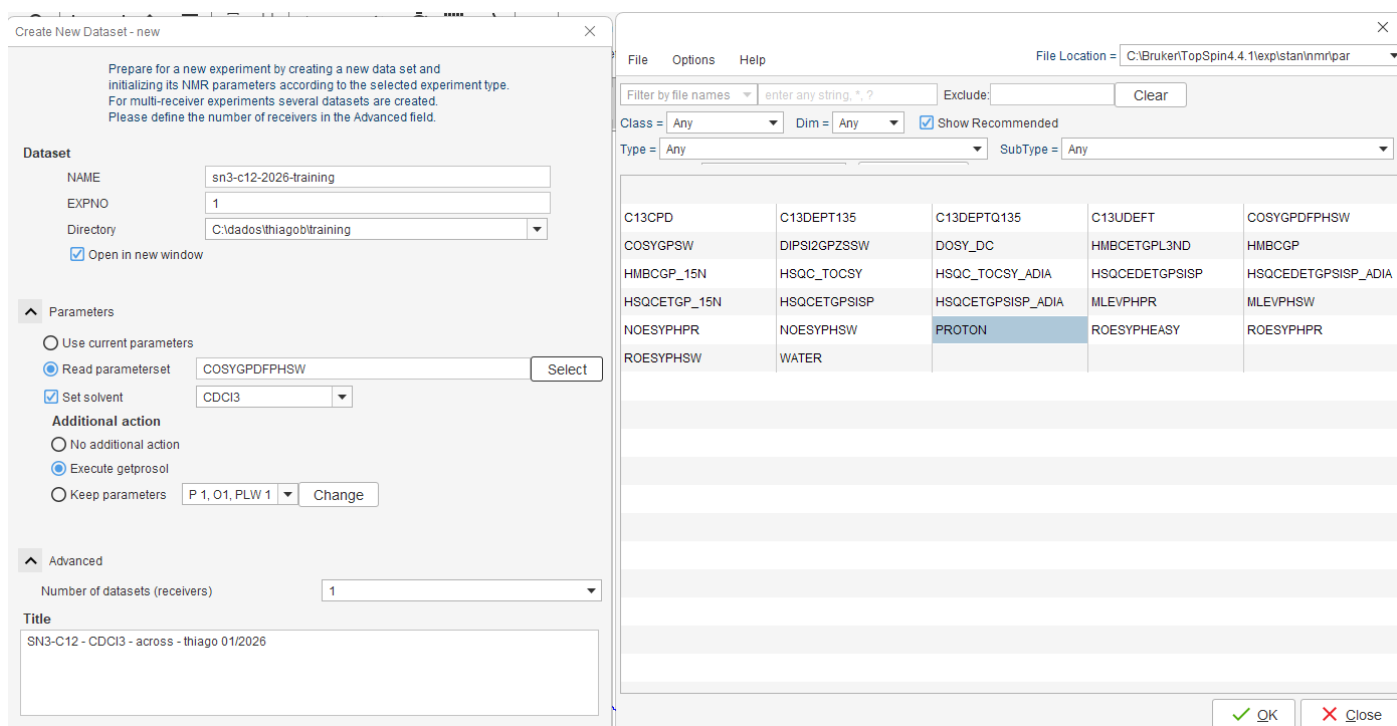 Create New Dataset - new
Prepare for a new experiment by creating a new data set and
initializing its NMR parameters according to the selected experiment type.
For multi-receiver experiments several datasets are created.
Please define the number of receivers in the Advanced field.
Dataset
NAME sn3-c12-2026-training
EXPNO 1
Directory C:\dados\thiagob\training
Open in new window
Parameters
Use current parameters
Read parameterset COSYGPDFPHSW Select
Set solvent CDCl3
Additional action
No additional action
Execute getprosol
Keep parameters P 1, O1, PLW 1 Change
Advanced
Number of datasets (receivers) 1
Title
SN3-C12 - CDCl3 - across - thiago 01/2026
File Options Help File Location = C:\Bruker\TopSpin4.4.1\exp\stan\nmr\par
Filter by file names enter any string, *, ? Exclude: Clear
Class = Any Dim = Any Show Recommended
Type = Any SubType = Any
C13CPD C13DEPT135 C13DEPTQ135 C13UDEFT COSYGPDFPHSW
COSYGPSW DIPSI2GPZSSW DOSY_DC HMBCETGPL3ND HMBCGP
HMBCGP_15N HSQC_TOCSY HSQC_TOCSY_ADIA HSQCEDETGPSISP HSQCEDETGPSISP_ADIA
HSQCETGP_15N HSQCETGPSISP HSQCETGPSISP_ADIA MLEVPHPR MLEVPHSW
NOESYPHPR NOESYPHSW PROTON ROESYPHEASY ROESYPHPR
ROESYPHSW WATER
OK Close